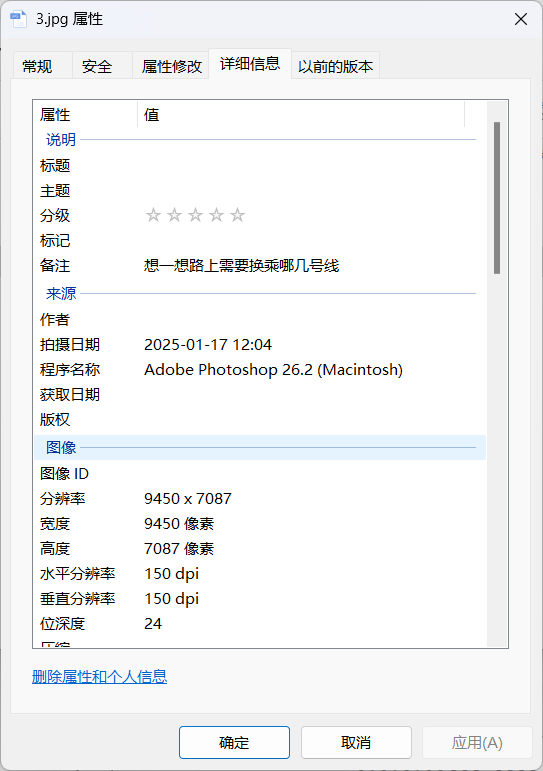 3.jpg 属性
常规 安全 属性修改 详细信息 以前的版本
属性 值
说明
标题
主题
分级
标记
备注 想一想路上需要换乘哪几号线
来源
作者
拍摄日期 2025-01-17 12:04
程序名称 Adobe Photoshop 26.2 (Macintosh)
获取日期
版权
图像
图像 ID
分辨率 9450 x 7087
宽度 9450 像素
高度 7087 像素
水平分辨率 150 dpi
垂直分辨率 150 dpi
位深度 24
删除属性和个人信息
确定 取消 应用(A)